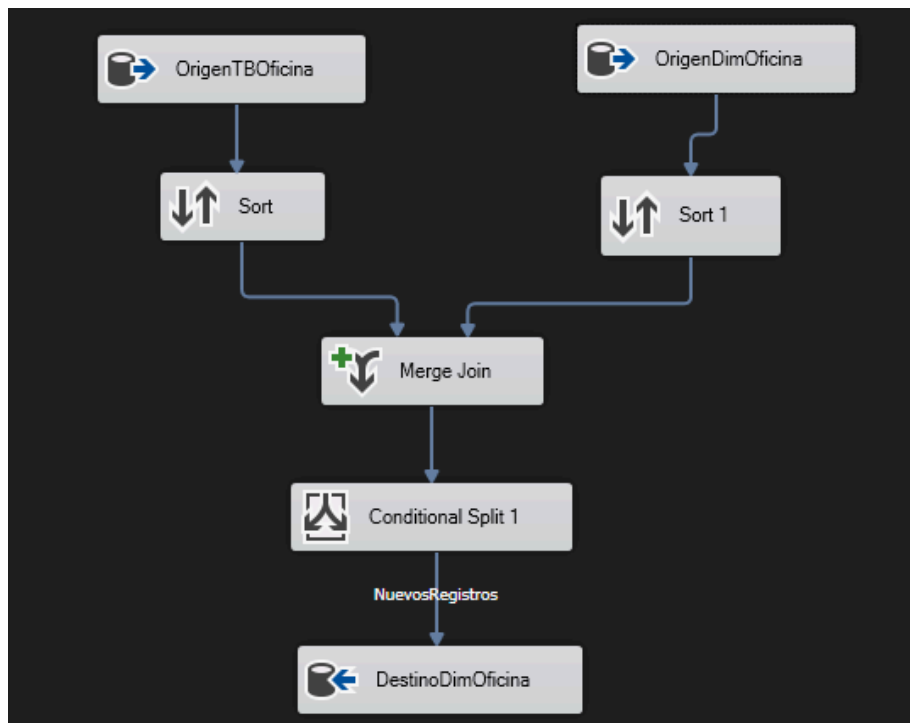 OrigenTBOficina
OrigenDimOficina
Sort
Sort 1
Merge Join
Conditional Split 1
NuevosRegistros
DestinoDimOficina